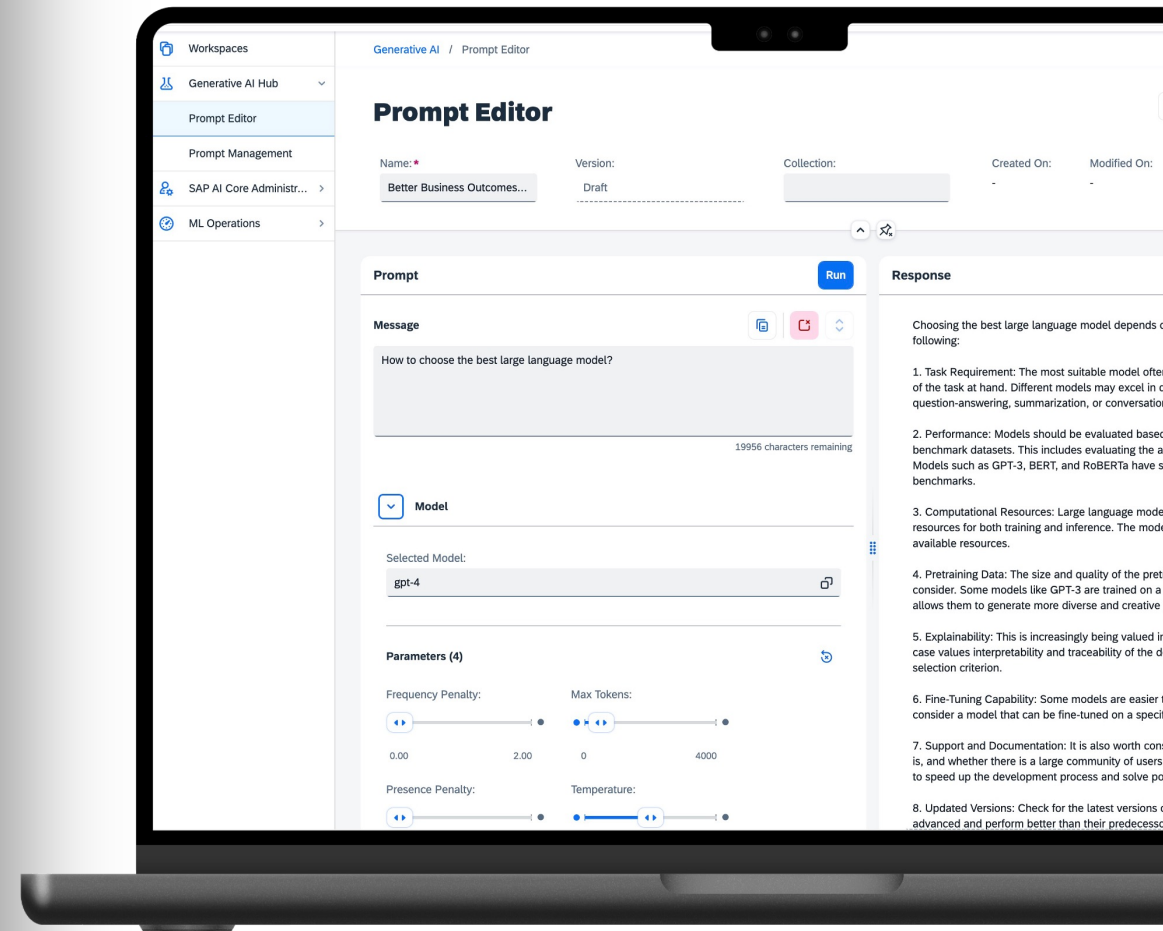 Workspaces
Generative AI Hub
Prompt Editor
Prompt Management
SAP AI Core Administr...
ML Operations
Generative AI / Prompt Editor
Prompt Editor
Name:*
Version:
Collection:
Created On:
Modified On:
Better Business Outcomes...
Draft
-
-
Prompt
Run
Message
How to choose the best large language model?
19956 characters remaining
Model
Selected Model:
gpt-4
Parameters (4)
Frequency Penalty:
Max Tokens:
0.00
2.00
0
4000
Presence Penalty:
Temperature:
Response
Choosing the best large language model depends
following:
1. Task Requirement: The most suitable model
of the task at hand. Different models may excel in
question-answering, summarization, or
2. Performance: Models should be evaluated
benchmark datasets. This includes evaluating the
Models such as GPT-3, BERT, and RoBERTa have
benchmarks.
3. Computational Resources: Large language
resources for both training and inference. The
available resources.
4. Pretraining Data: The size and quality of the
consider. Some models like GPT-3 are trained on a
allows them to generate more diverse and creative
5. Explainability: This is increasingly being valued
case values interpretability and traceability of the
selection criterion.
6. Fine-Tuning Capability: Some models are easier
consider a model that can be fine-tuned on a
7. Support and Documentation: It is also worth
is, and whether there is a large community of users
to speed up the development process and solve
8. Updated Versions: Check for the latest versions
advanced and perform better than their